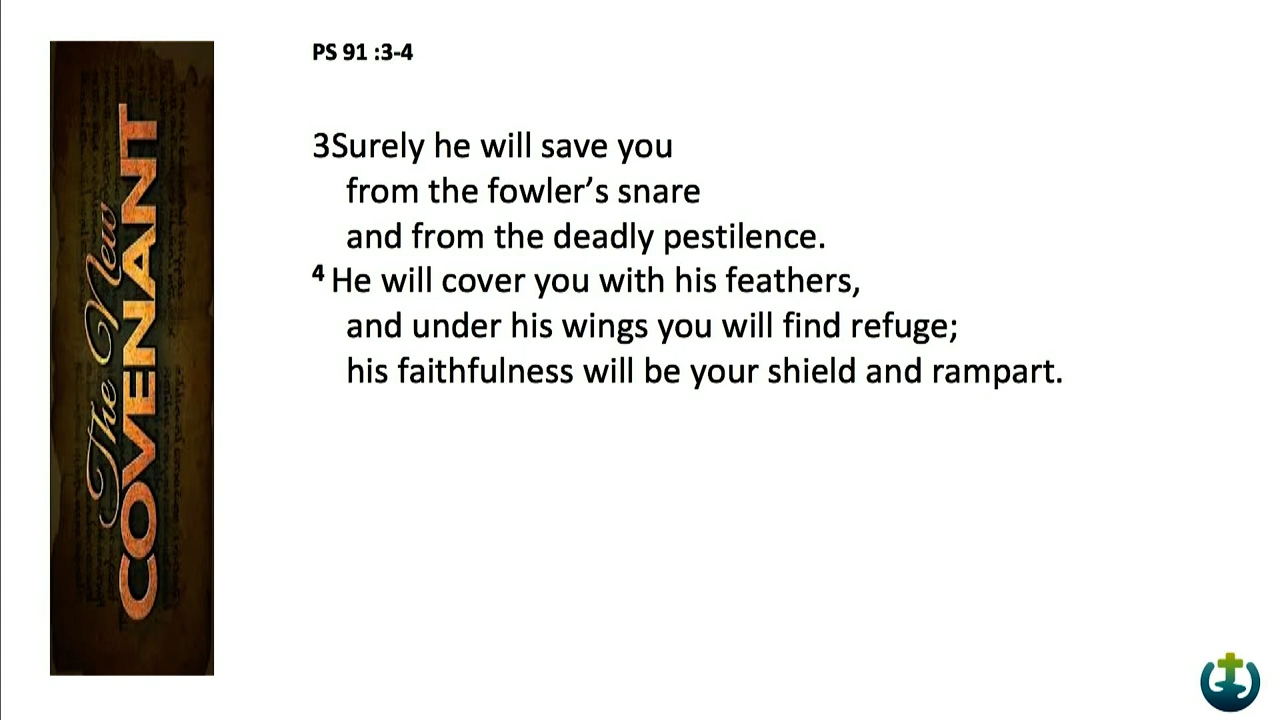 The New
COVENANT
PS 91 :3-4
3Surely he will save you
from the fowler’s snare
and from the deadly pestilence.
4 He will cover you with his feathers,
and under his wings you will find refuge;
his faithfulness will be your shield and rampart.